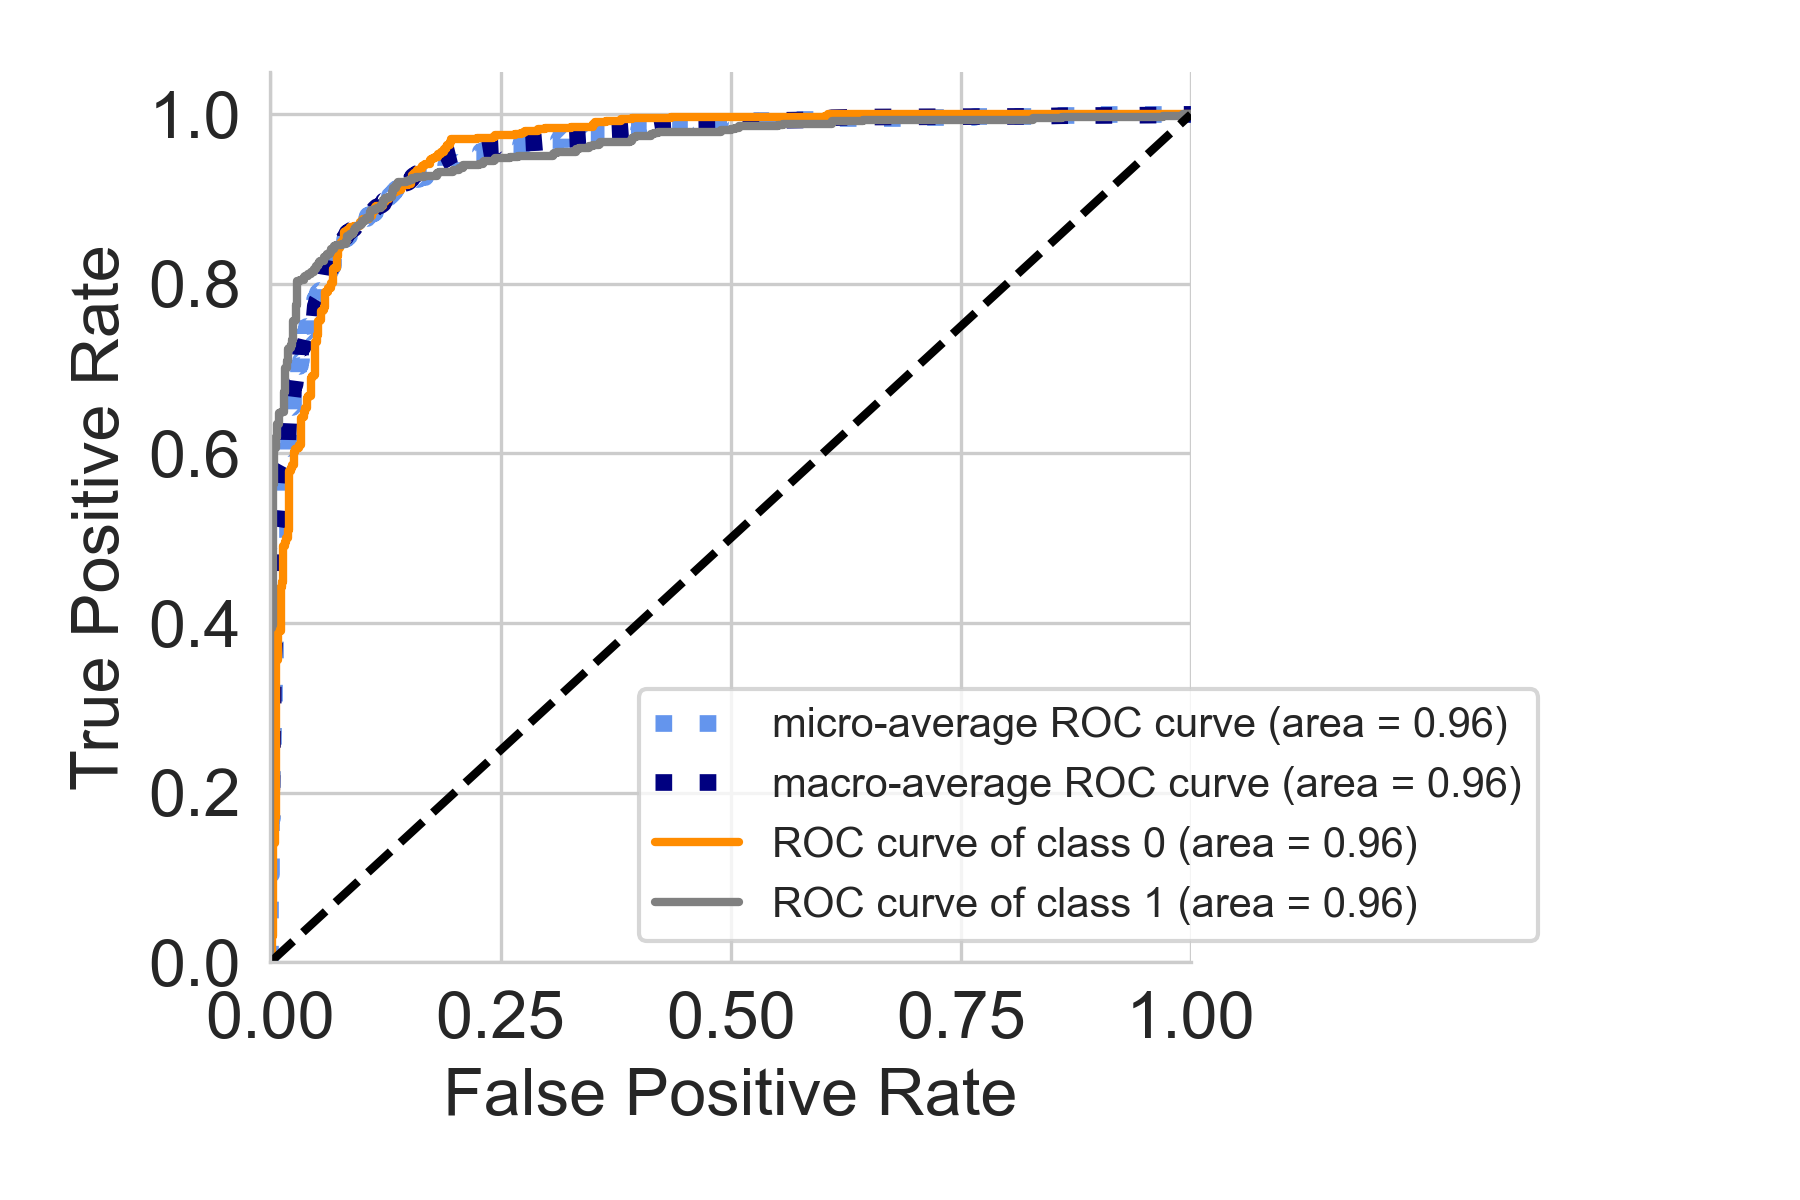 True Positive Rate
1.0
0.8
0.6
0.4
0.2
0.0
0.00 0.25 0.50 0.75 1.00
False Positive Rate
micro-average ROC curve (area = 0.96)
macro-average ROC curve (area = 0.96)
ROC curve of class 0 (area = 0.96)
ROC curve of class 1 (area = 0.96)